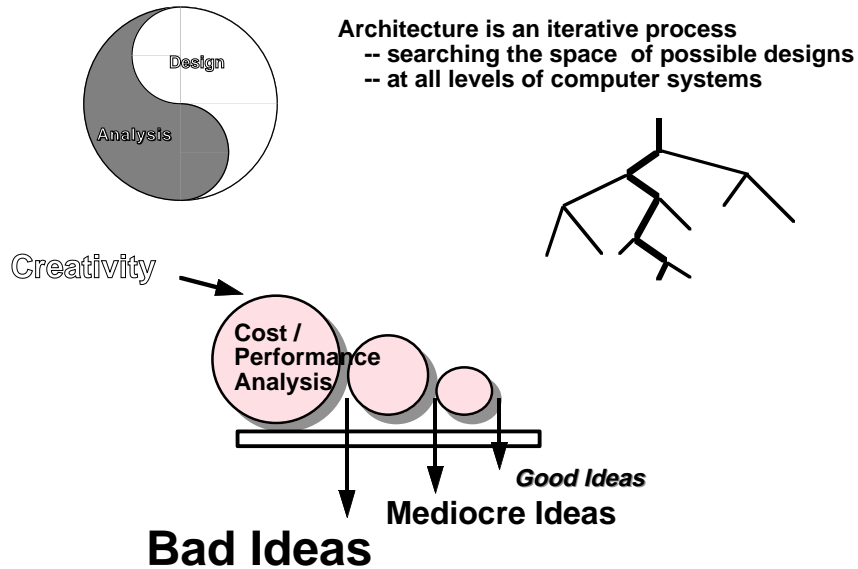 Architecture is an iterative process
-- searching the space of possible designs
-- at all levels of computer systems
Design
Analysis
Creativity
Cost /
Performance
Analysis
Good Ideas
Mediocre Ideas
Bad Ideas